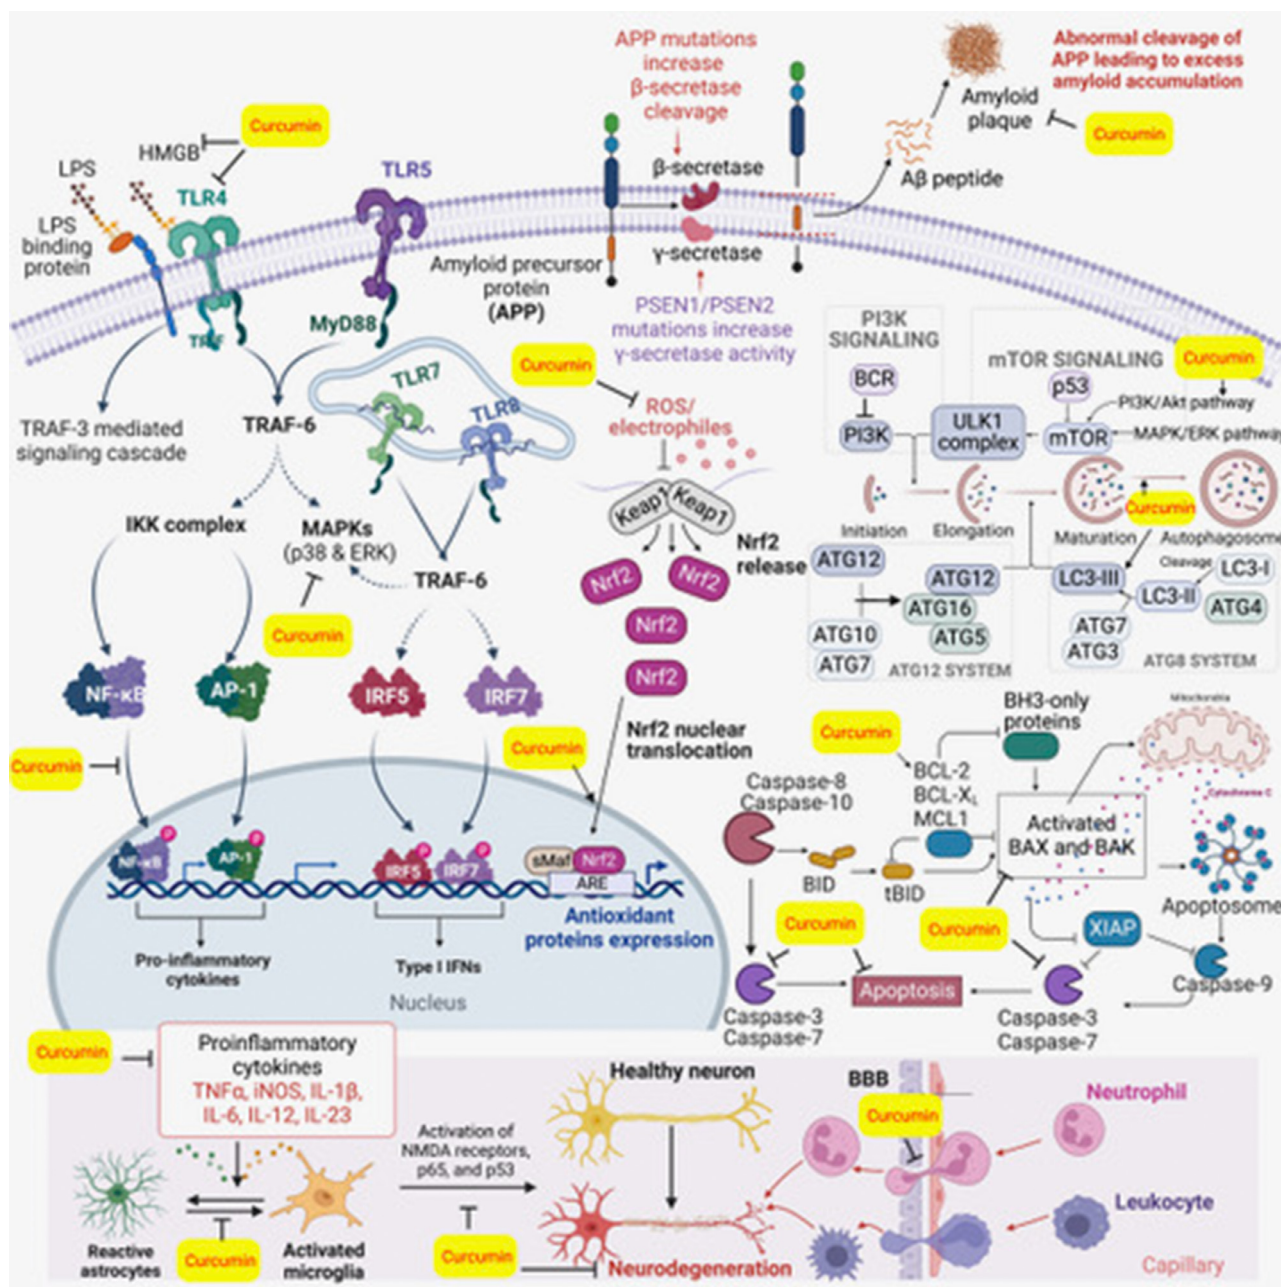 APP mutations
increase
β-secretase
cleavage
Abnormal cleavage of
APP leading to excess
amyloid accumulation
Amyloid
plaque
Curcumin
Aβ peptide
Curcumin
HMGB
LPS
TLR4
TLR5
LPS
binding
protein
β-secretase
γ-secretase
Amyloid precursor
protein
(APP)
PSEN1/PSEN2
mutations increase
γ-secretase activity
MyD88
TRAF-3 mediated
signaling cascade
TRAF-6
TLR7
TLR8
Curcumin
ROS/
electrophiles
Keap1
Keap1
Nrf2
release
Nrf2
Nrf2
Nrf2
Nrf2
Nrf2 nuclear
translocation
PI3K
SIGNALING
mTOR SIGNALING
Curcumin
BCR
p53
PI3K/Akt pathway
PI3K
ULK1
complex
mTOR
MAPK/ERK pathway
Curcumin
Initiation
Elongation
Maturation
Autophagosome
ATG12
ATG12
ATG16
ATG5
ATG10
ATG7
ATG12 SYSTEM
Cleavage
LC3-I
LC3-III
LC3-II
ATG4
ATG7
ATG3
ATG8 SYSTEM
IKK complex
MAPKs
(p38 & ERK)
TRAF-6
Curcumin
NF-κB
AP-1
IRF5
IRF7
Curcumin
Curcumin
NF-κB
P
AP-1
P
IRF5
P
IRF7
P
sMaf
Nrf2
ARE
Antioxidant
proteins expression
Pro-inflammatory
cytokines
Type I IFNs
Nucleus
BH3-only
proteins
Mitochondria
Curcumin
BCL-2
BCL-XL
MCL1
Cytochrome C
Caspase-8
Caspase-10
Activated
BAX and BAK
BID
tBID
Apoptosome
Curcumin
Curcumin
XIAP
Caspase-9
Apoptosis
Caspase-3
Caspase-7
Caspase-3
Caspase-7
Curcumin
Proinflammatory
cytokines
TNFα, iNOS, IL-1β,
IL-6, IL-12, IL-23
Reactive
astrocytes
Curcumin
Activated
microglia
Activation of
NMDA receptors,
p65, and p53
Curcumin
Healthy neuron
Neurodegeneration
BBB
Curcumin
Neutrophil
Leukocyte
Capillary